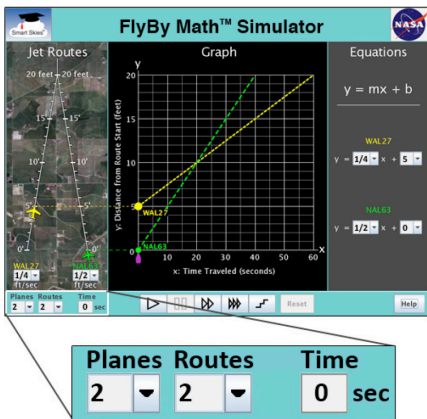 Smart Skies™
FlyBy Math™ Simulator
NASA
Jet Routes
20 feet
20 feet
15'
15'
10'
10'
5'
5'
0'
0'
WAL27
NAL63
1/4
1/2
ft/sec
ft/sec
Planes Routes Time
2 2 0 sec
Graph
y
y: Distance from Route Start (feet)
20
15
10
5
0
WAL27
NAL63
x
0 10 20 30 40 50 60
x: Time Traveled (seconds)
Reset
Equations
y = mx + b
WAL27
y = 1/4 x + 5
NAL63
y = 1/2 x + 0
Help
Planes Routes Time
2 2 0 sec